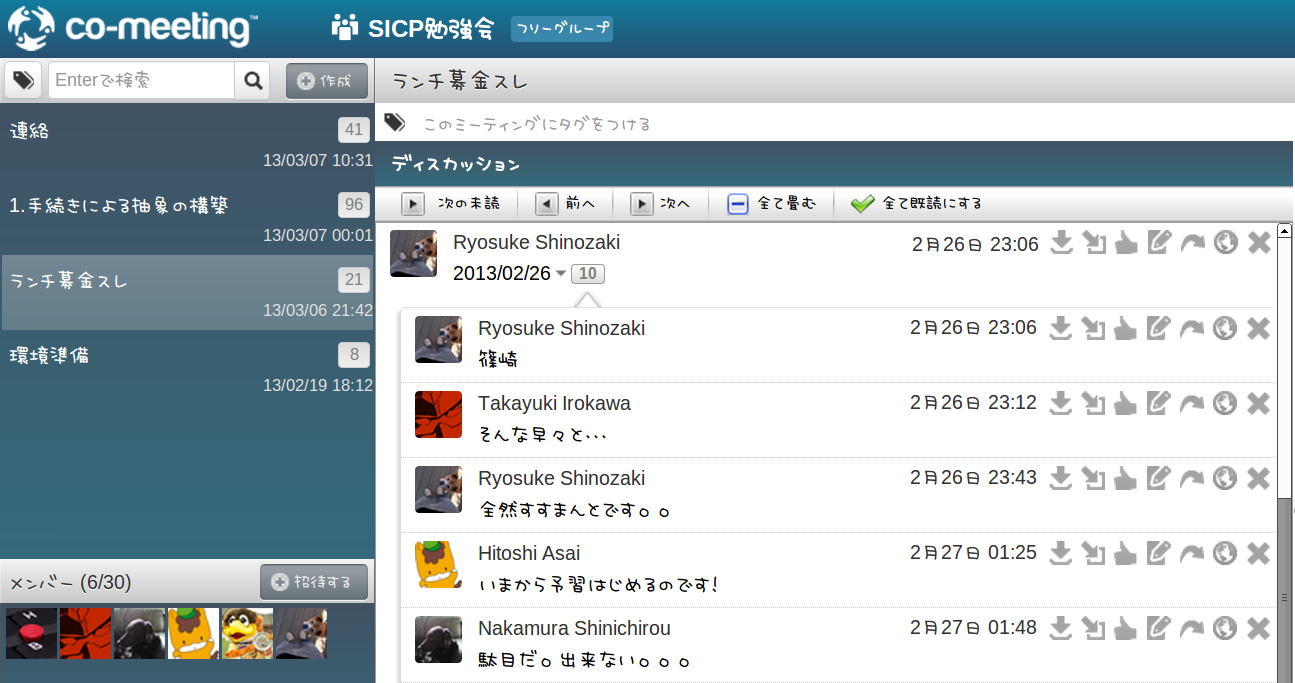 co-meeting™
SICP勉強会 フリーグループ
Enterで検索 作成
連絡 41
13/03/07 10:31
1.手続きによる抽象の構築 96
13/03/07 00:01
ランチ募金スレ 21
13/03/06 21:42
環境準備 8
13/02/19 18:12
メンバー (6/30) 招待する
ランチ募金スレ
このミーティングにタグをつける
ディスカッション
次の未読 前へ 次へ 全て畳む 全て既読にする
Ryosuke Shinozaki 2月26日 23:06
2013/02/26 10
Ryosuke Shinozaki 2月26日 23:06
篠崎
Takayuki Irokawa 2月26日 23:12
そんな早々と・・・
Ryosuke Shinozaki 2月26日 23:43
全然すすまんとです。。
Hitoshi Asai 2月27日 01:25
いまから予習はじめるのです！
Nakamura Shinichirou 2月27日 01:48
駄目だ。出来ない。。。